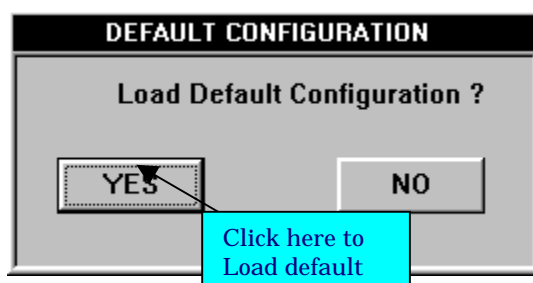 DEFAULT CONFIGURATION
Load Default Configuration ?
YES
NO
Click here to
Load default